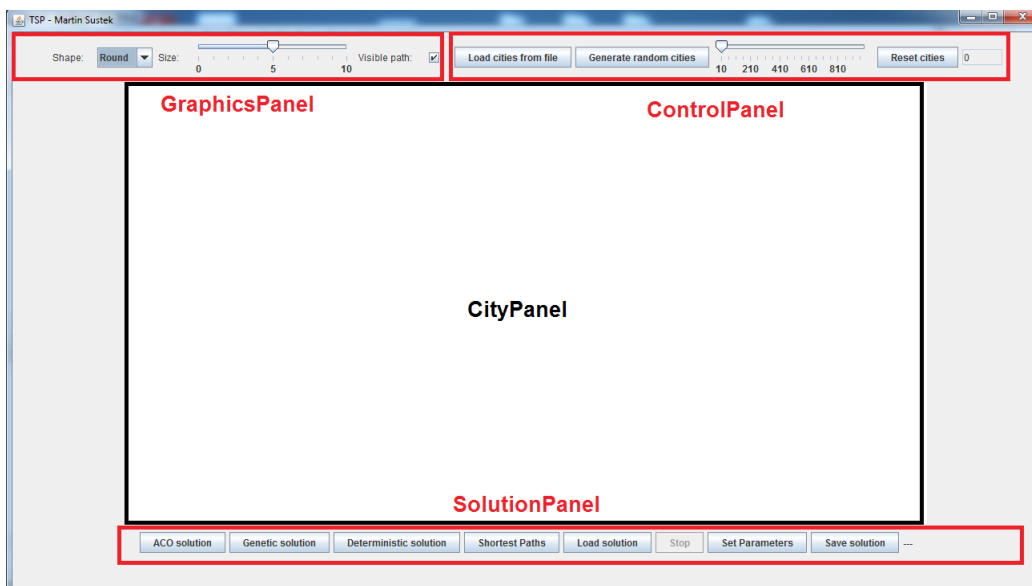 TSP - Martin Sustek
Shape: Round Size: 0 5 10 Visible path: Load cities from file Generate random cities 10 210 410 610 810 Reset cities 0
GraphicsPanel ControlPanel
CityPanel
SolutionPanel
ACO solution Genetic solution Deterministic solution Shortest Paths Load solution Stop Set Parameters Save solution ---